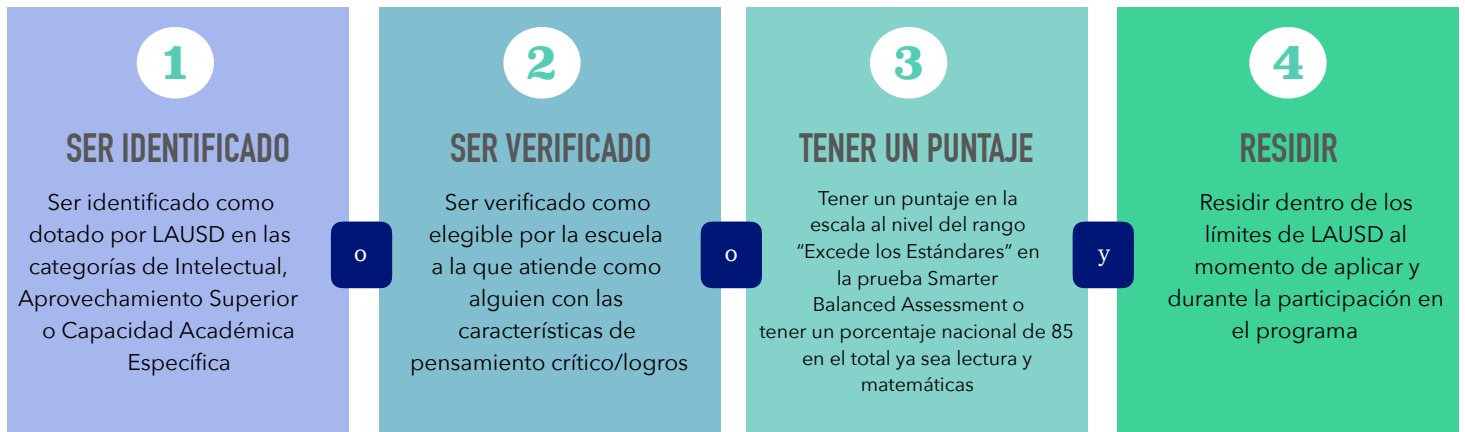 1
SER IDENTIFICADO
Ser identificado como
dotado por LAUSD en las
categorías de Intelectual,
Aprovechamiento Superior
o Capacidad Académica
Específica
o
2
SER VERIFICADO
Ser verificado como
elegible por la escuela
a la que atiende como
alguien con las
características de
pensamiento crítico/logros
o
3
TENER UN PUNTAJE
Tener un puntaje en la
escala al nivel del rango
“Excede los Estándares” en
la prueba Smarter
Balanced Assessment o
tener un porcentaje nacional de 85
en el total ya sea lectura y
matemáticas
y
4
RESIDIR
Residir dentro de los
límites de LAUSD al
momento de aplicar y
durante la participación en
el programa